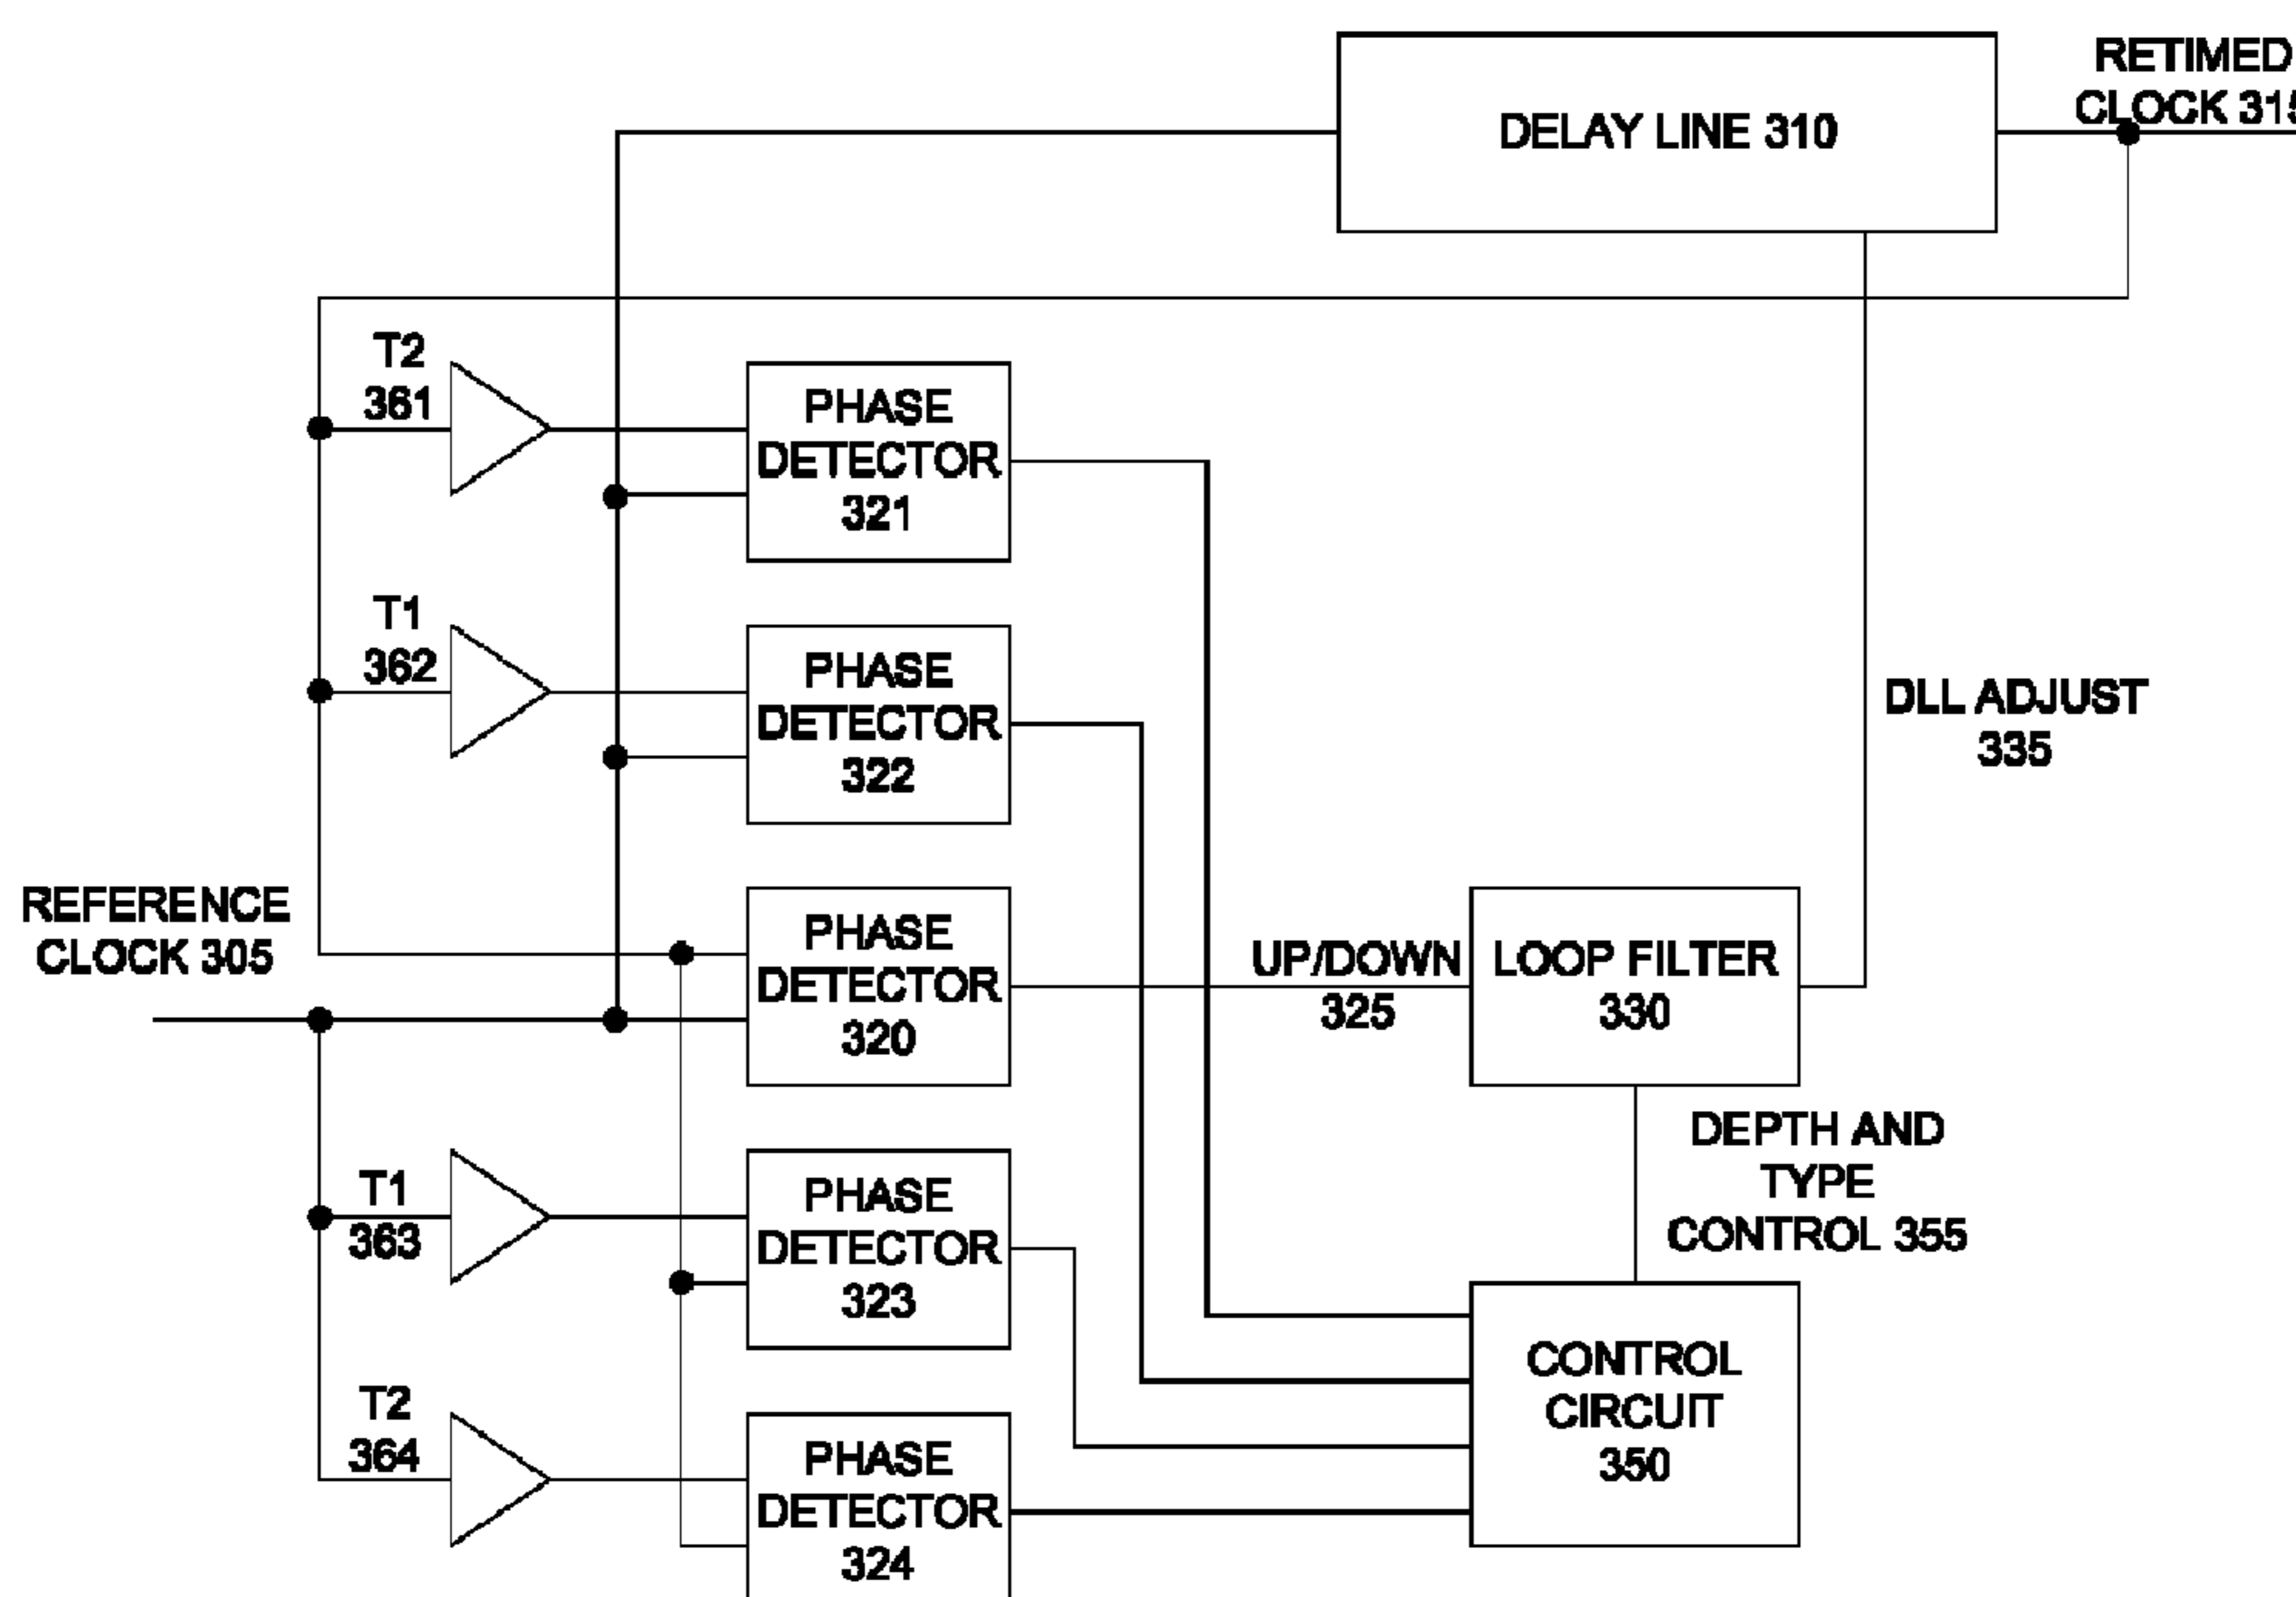 DELAY LINE 310
RETIMED
CLOCK 315
T2
361
PHASE
DETECTOR
321
T1
362
PHASE
DETECTOR
322
DLL ADJUST
335
REFERENCE
CLOCK 305
PHASE
DETECTOR
320
UP/DOWN
325
LOOP FILTER
330
DEPTH AND
TYPE
CONTROL 355
T1
363
PHASE
DETECTOR
323
CONTROL
CIRCUIT
350
T2
364
PHASE
DETECTOR
324